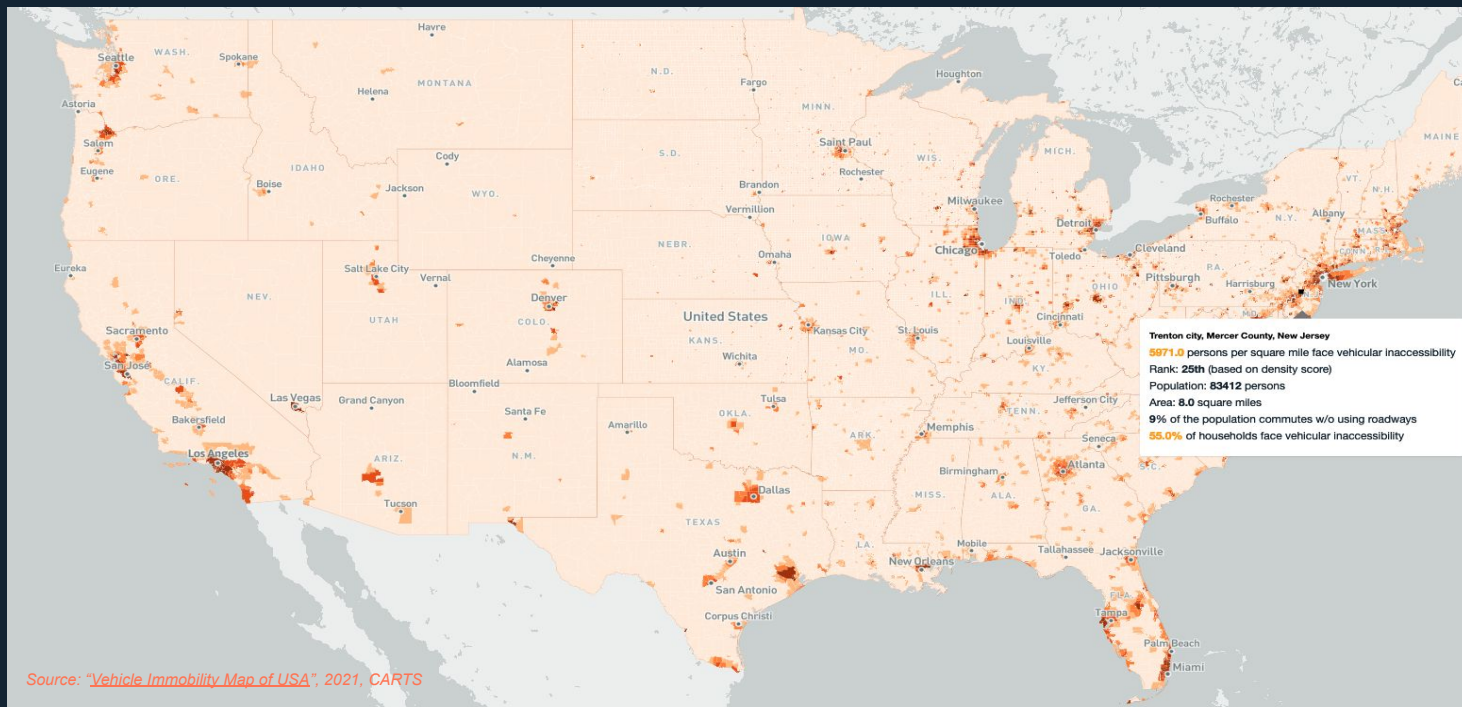 Havre
WASH.
Seattle
Spokane
MONTANA
N.D.
Fargo
Houghton
Helena
MINN.
Astoria
Salem
Saint Paul
MAINE
Cody
S.D.
WIS.
MICH.
Eugene
IDAHO
Rochester
VT.
ORE.
Boise
Jackson
WYO.
Brandon
N.H.
Milwaukee
Rochester
Vermillion
Detroit
Buffalo
N.Y.
Albany
MASS.
IOWA
Chicago
Cleveland
CONN.
NEBR.
Omaha
Toledo
Eureka
Salt Lake City
Vernal
Cheyenne
PA.
Pittsburgh
Harrisburg
New York
NEV.
Denver
ILL.
IND.
OHIO
UTAH
COLO.
United States
MD.
Sacramento
Kansas City
St. Louis
Cincinnati
KANS.
MO.
Louisville
San José
Alamosa
Wichita
KY.
CALIF.
Bloomfield
Las Vegas
Grand Canyon
Tulsa
Jefferson City
Santa Fe
OKLA.
TENN.
Bakersfield
Amarillo
Memphis
Seneca
ARK.
Los Angeles
ARIZ.
N.M.
Birmingham
Atlanta
S.C.
Dallas
MISS.
ALA.
Tucson
GA.
TEXAS
LA.
Mobile
Austin
Tallahassee
Jacksonville
New Orleans
San Antonio
FLA.
Corpus Christi
Tampa
Palm Beach
Miami
Trenton city, Mercer County, New Jersey
5971.0 persons per square mile face vehicular inaccessibility
Rank: 25th (based on density score)
Population: 83412 persons
Area: 8.0 square miles
9% of the population commutes w/o using roadways
55.0% of households face vehicular inaccessibility
Source: “Vehicle Immobility Map of USA”, 2021, CARTS